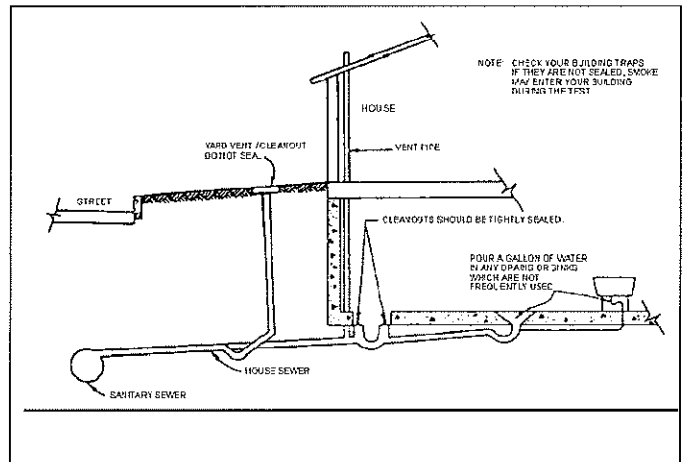 NOTE: CHECK YOUR BUILDING TRAPS
IF THEY ARE NOT SEALED, SMOKE
MAY ENTER YOUR BUILDING
DURING THE TEST
HOUSE
YARD VENT / CLEANOUT
DO NOT SEAL
VENT PIPE
STREET
CLEANOUTS SHOULD BE TIGHTLY SEALED.
POUR A GALLON OF WATER
IN ANY DRAINS OR SINKS
WHICH ARE NOT
FREQUENTLY USED
HOUSE SEWER
SANITARY SEWER